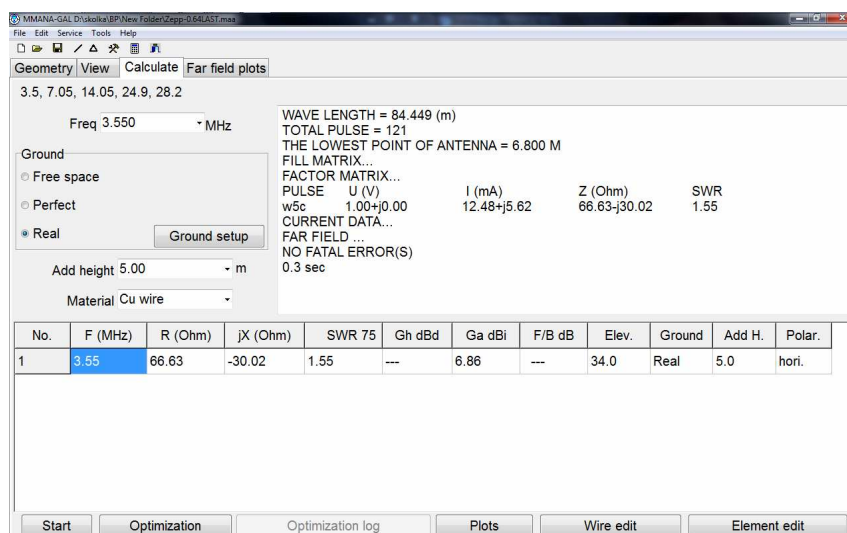 MMANA-GAL D:\skolka\BP\New Folder\Zepp-0.64LAST.maa
File Edit Service Tools Help
Geometry View Calculate Far field plots
3.5, 7.05, 14.05, 24.9, 28.2
Freq 3.550 MHz
Ground
Free space
Perfect
Real Ground setup
Add height 5.00 m
Material Cu wire
WAVE LENGTH = 84.449 (m)
TOTAL PULSE = 121
THE LOWEST POINT OF ANTENNA = 6.800 M
FILL MATRIX...
FACTOR MATRIX...
PULSE U (V) I (mA) Z (Ohm) SWR
w5c 1.00+j0.00 12.48+j5.62 66.63-j30.02 1.55
CURRENT DATA...
FAR FIELD ...
NO FATAL ERROR(S)
0.3 sec
No. F (MHz) R (Ohm) jX (Ohm) SWR 75 Gh dBd Ga dBi F/B dB Elev. Ground Add H. Polar.
1 3.55 66.63 -30.02 1.55 --- 6.86 --- 34.0 Real 5.0 hori.
Start Optimization Optimization log Plots Wire edit Element edit